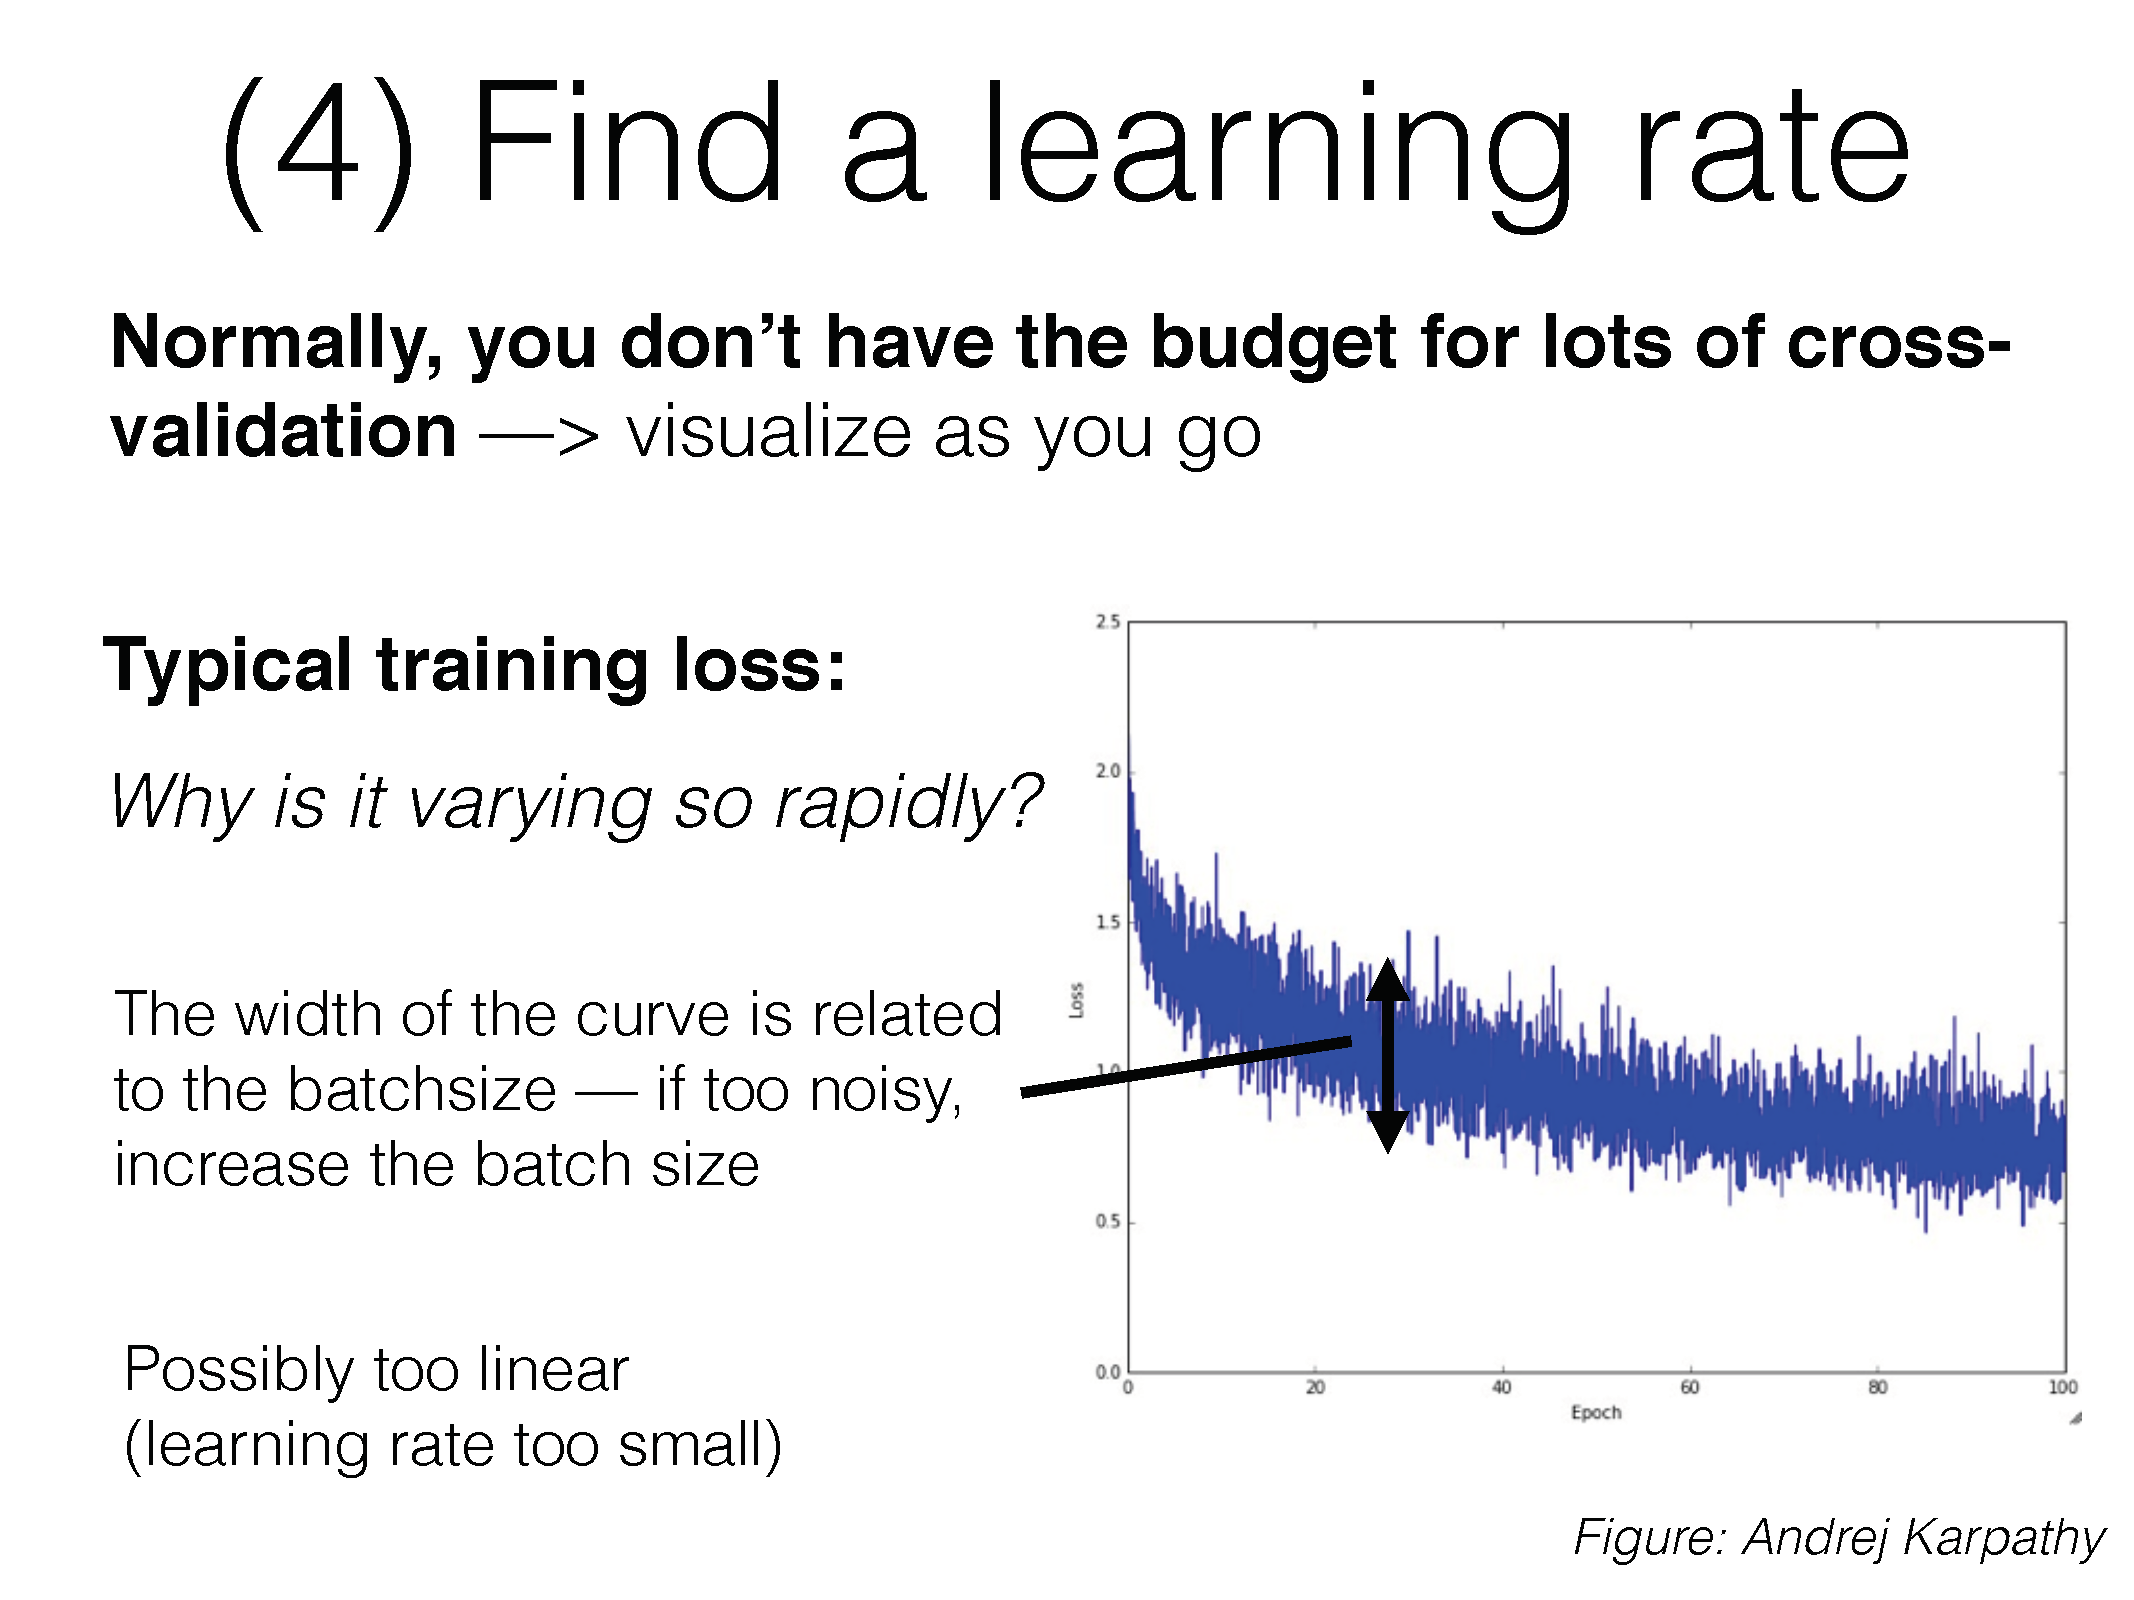 (4) Find a learning rate
Normally, you don’t have the budget for lots of cross-
validation —> visualize as you go
Typical training loss:
Why is it varying so rapidly?
The width of the curve is related
to the batchsize — if too noisy,
increase the batch size
Possibly too linear
(learning rate too small)
2.5
2.0
1.5
1.0
0.5
0.0
Loss
0 20 40 60 80 100
Epoch
Figure: Andrej Karpathy